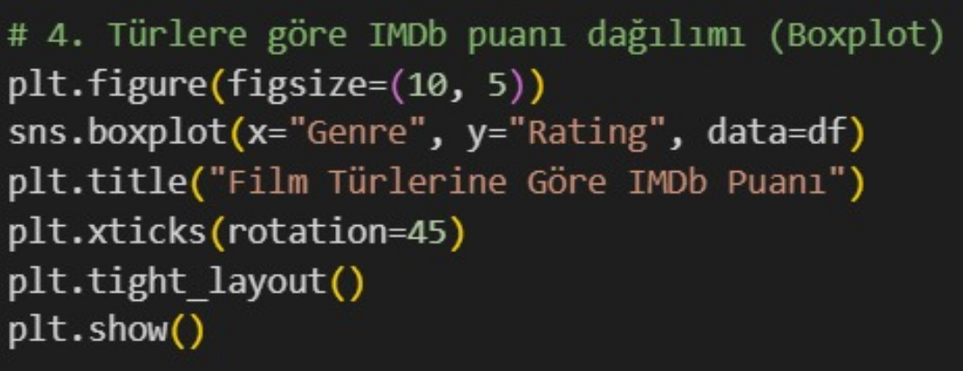 # 4. Türlere göre IMDb puanı dağılımı (Boxplot)
plt.figure(figsize=(10, 5))
sns.boxplot(x="Genre", y="Rating", data=df)
plt.title("Film Türlerine Göre IMDb Puanı")
plt.xticks(rotation=45)
plt.tight_layout()
plt.show()